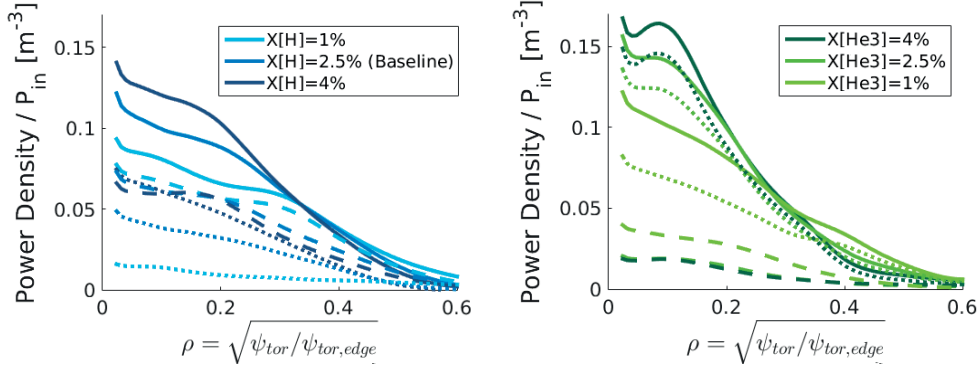 Power Density / P_in [m^-3]
0.15
0.1
0.05
0
X[H]=1%
X[H]=2.5% (Baseline)
X[H]=4%
0 0.2 0.4 0.6
ρ = √ψ_tor/ψ_tor,edge
Power Density / P_in [m^-3]
0.15
0.1
0.05
0
X[He3]=4%
X[He3]=2.5%
X[He3]=1%
0 0.2 0.4 0.6
ρ = √ψ_tor/ψ_tor,edge